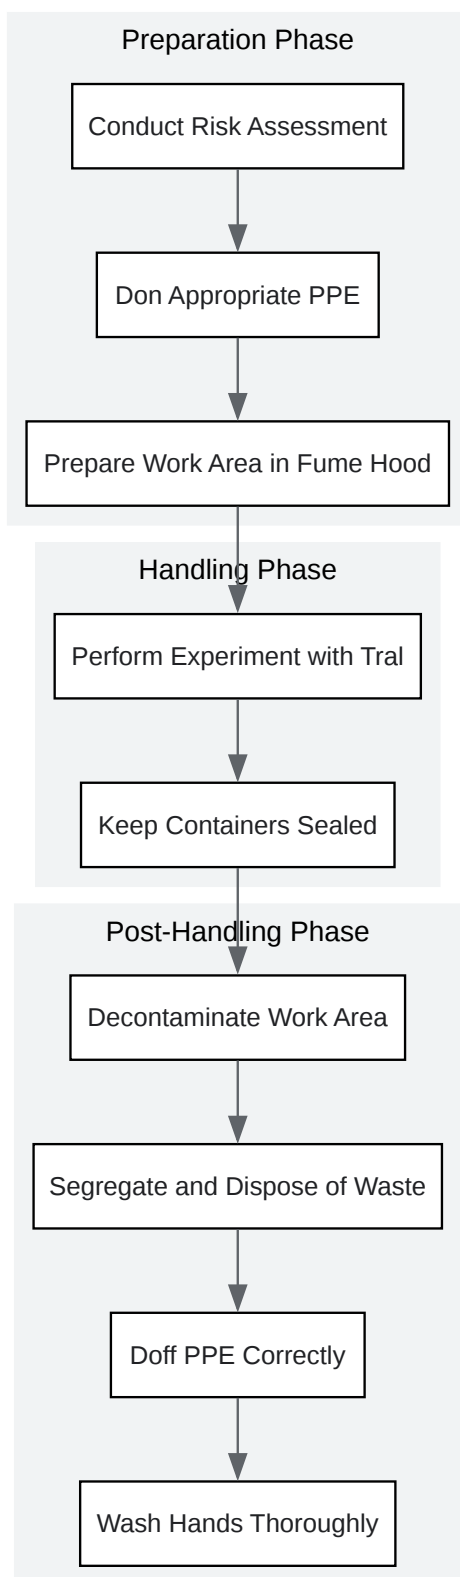 Preparation Phase
Conduct Risk Assessment
Don Appropriate PPE
Prepare Work Area in Fume Hood
Handling Phase
Perform Experiment with Tral
Keep Containers Sealed
Post-Handling Phase
Decontaminate Work Area
Segregate and Dispose of Waste
Doff PPE Correctly
Wash Hands Thoroughly